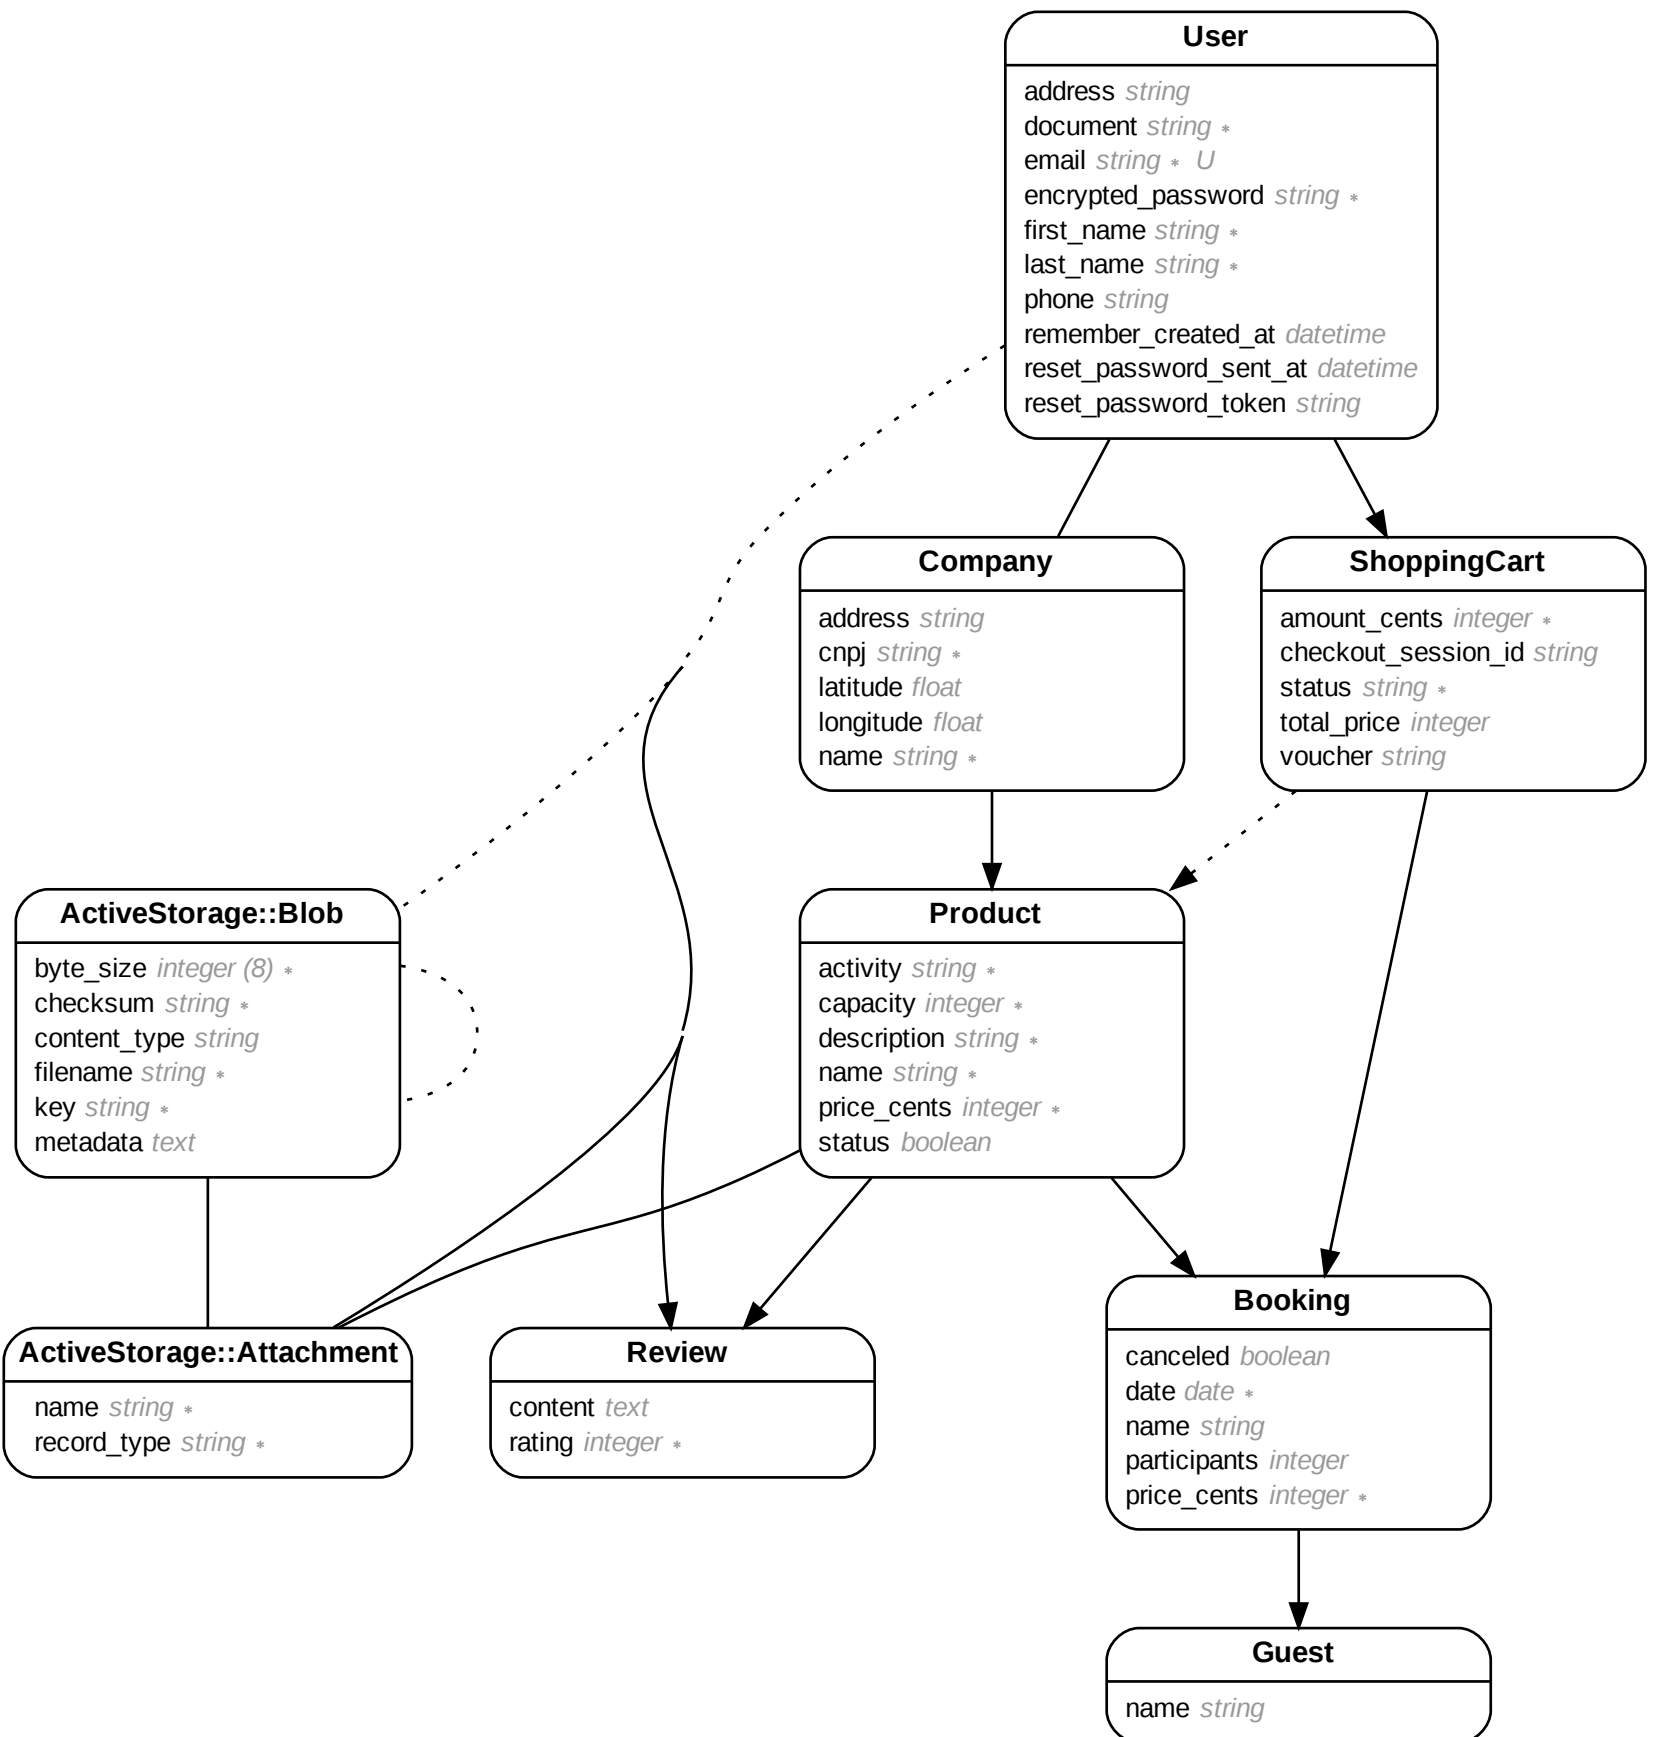 User
address string
document string *
email string * U
encrypted_password string *
first_name string *
last_name string *
phone string
remember_created_at datetime
reset_password_sent_at datetime
reset_password_token string
Company
address string
cnpj string *
latitude float
longitude float
name string *
ShoppingCart
amount_cents integer *
checkout_session_id string
status string *
total_price integer
voucher string
ActiveStorage::Blob
byte_size integer (8) *
checksum string *
content_type string
filename string *
key string *
metadata text
Product
activity string *
capacity integer *
description string *
name string *
price_cents integer *
status boolean
ActiveStorage::Attachment
name string *
record_type string *
Review
content text
rating integer *
Booking
canceled boolean
date date *
name string
participants integer
price_cents integer *
Guest
name string